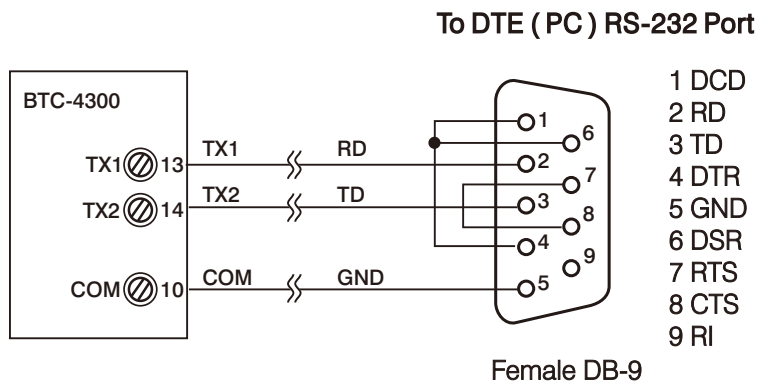 To DTE ( PC ) RS-232 Port
BTC-4300
TX1 13 TX1 RD
TX2 14 TX2 TD
COM 10 COM GND
1
6
2
7
3
8
4
9
5
1 DCD
2 RD
3 TD
4 DTR
5 GND
6 DSR
7 RTS
8 CTS
9 RI
Female DB-9